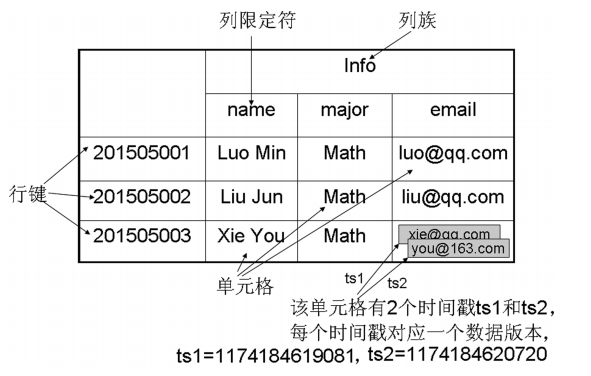 列限定符 列族
Info
name major email
201505001 Luo Min Math luo@qq.com
行键 201505002 Liu Jun Math liu@qq.com
201505003 Xie You Math xie@qq.com
you@163.com
单元格 ts1 ts2
该单元格有2个时间戳ts1和ts2，
每个时间戳对应一个数据版本，
ts1=1174184619081，ts2=1174184620720